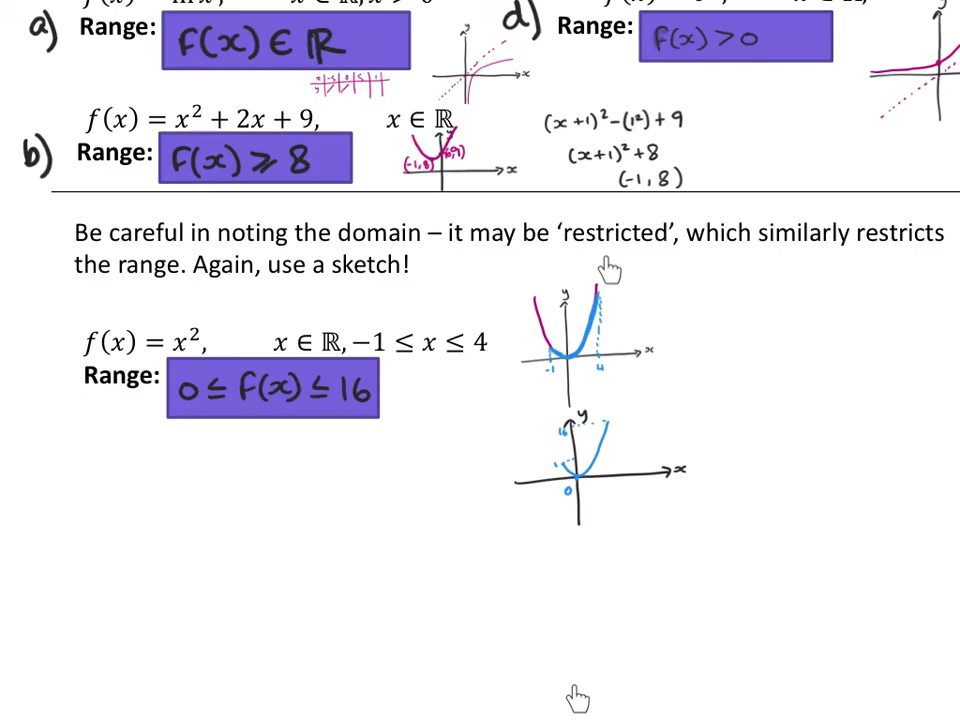 a)
Range: F(x) ∈ ℝ
d)
Range: F(x) > 0
y
x
y
f(x) = x² + 2x + 9, x ∈ ℝ
b)
Range: F(x) ⩾ 8
(-1,8)
y
x
(x+1)² -(1²) + 9
(x+1)² +8
(-1, 8)
Be careful in noting the domain – it may be ‘restricted’, which similarly restricts
the range. Again, use a sketch!
f(x) = x², x ∈ ℝ, −1 ≤ x ≤ 4
Range: 0 ≤ F(x) ≤ 16
y
x
-1
4
y
16
1
x
0